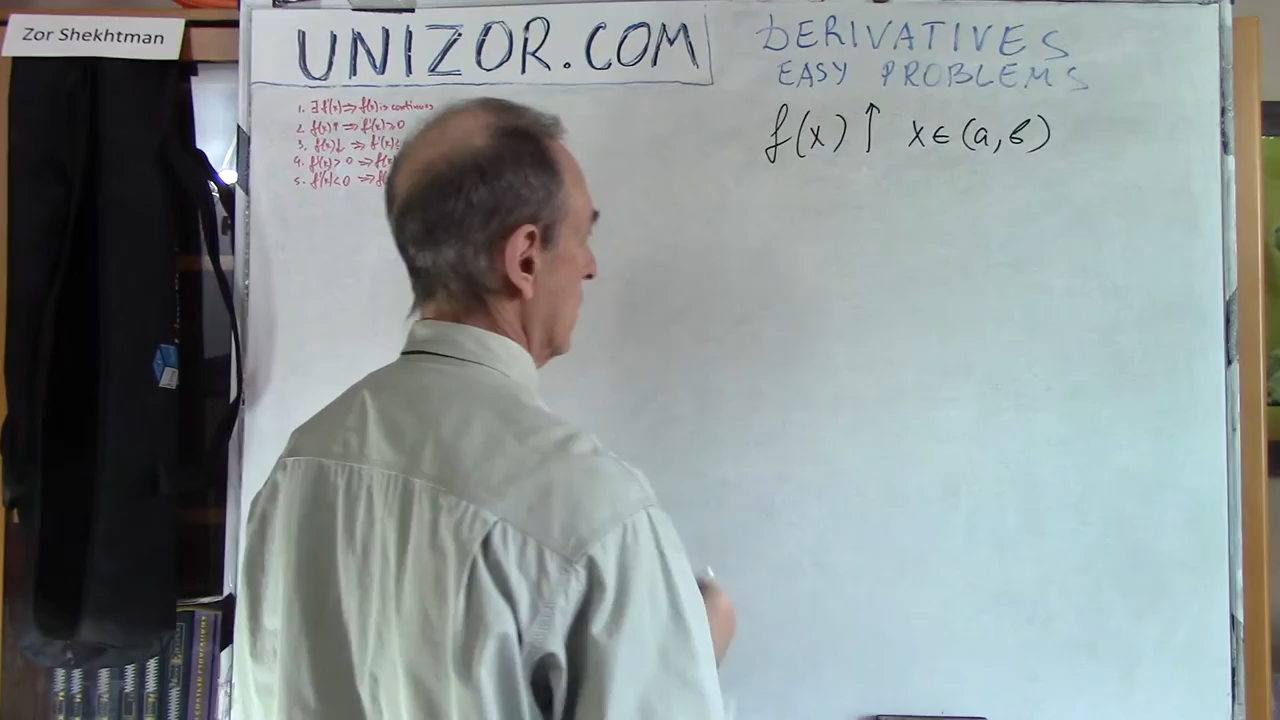 Zor Shekhtman
UNIZOR.COM
DERIVATIVES
EASY PROBLEMS
1. ∃ f'(x) ⇒ f(x) is continuous
2. f(x)↑ ⇒ f'(x) ≥ 0
3. f(x)↓ ⇒ f'(x) ≤
4. f'(x) > 0 ⇒ f(x)
5. f'(x) < 0 ⇒ f
f(x) ↑ x ∈ (a, b)